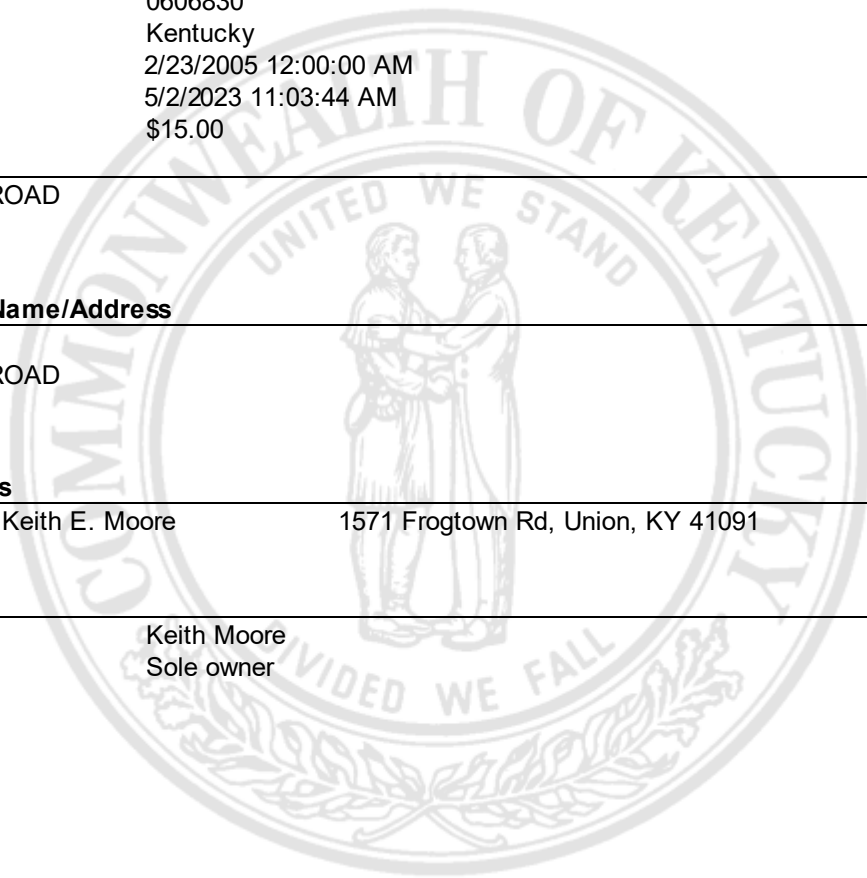 0606830
Kentucky
2/23/2005 12:00:00 AM
5/2/2023 11:03:44 AM
$15.00
ROAD
Name/Address
ROAD
s
Keith E. Moore 1571 Frogtown Rd, Union, KY 41091
Keith Moore
Sole owner
COMMONWEALTH OF KENTUCKY
UNITED WE STAND
DIVIDED WE FALL